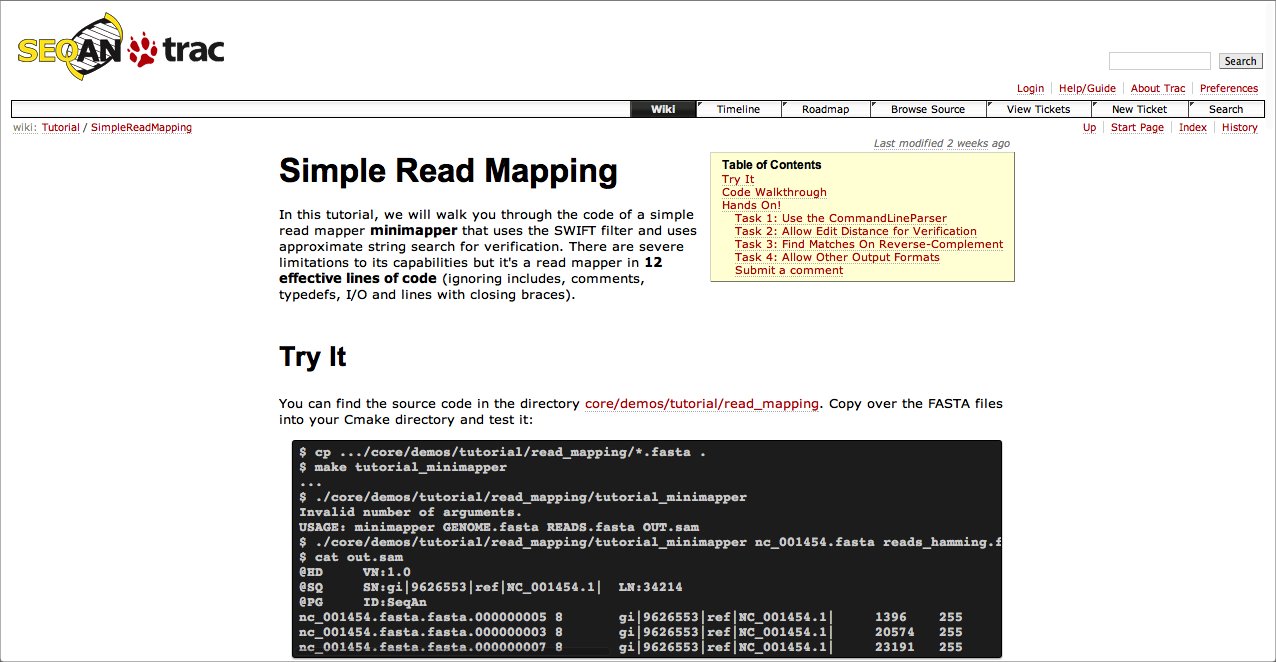 SEQAN trac
Search
Login Help/Guide About Trac Preferences
Wiki Timeline Roadmap Browse Source View Tickets New Ticket Search
wiki: Tutorial / SimpleReadMapping
Up Start Page Index History
Last modified 2 weeks ago
Simple Read Mapping
In this tutorial, we will walk you through the code of a simple
read mapper minimapper that uses the SWIFT filter and uses
approximate string search for verification. There are severe
limitations to its capabilities but it's a read mapper in 12
effective lines of code (ignoring includes, comments,
typedefs, I/O and lines with closing braces).
Table of Contents
Try It
Code Walkthrough
Hands On!
Task 1: Use the CommandLineParser
Task 2: Allow Edit Distance for Verification
Task 3: Find Matches On Reverse-Complement
Task 4: Allow Other Output Formats
Submit a comment
Try It
You can find the source code in the directory core/demos/tutorial/read_mapping. Copy over the FASTA files
into your Cmake directory and test it:
$ cp .../core/demos/tutorial/read_mapping/*.fasta .
$ make tutorial_minimapper
...
$ ./core/demos/tutorial/read_mapping/tutorial_minimapper
Invalid number of arguments.
USAGE: minimapper GENOME.fasta READS.fasta OUT.sam
$ ./core/demos/tutorial/read_mapping/tutorial_minimapper nc_001454.fasta reads_hamming.f
$ cat out.sam
@HD VN:1.0
@SQ SN:gi|9626553|ref|NC_001454.1| LN:34214
@PG ID:SeqAn
nc_001454.fasta.fasta.000000005 8 gi|9626553|ref|NC_001454.1| 1396 255
nc_001454.fasta.fasta.000000003 8 gi|9626553|ref|NC_001454.1| 20574 255
nc_001454.fasta.fasta.000000007 8 gi|9626553|ref|NC_001454.1| 23191 255